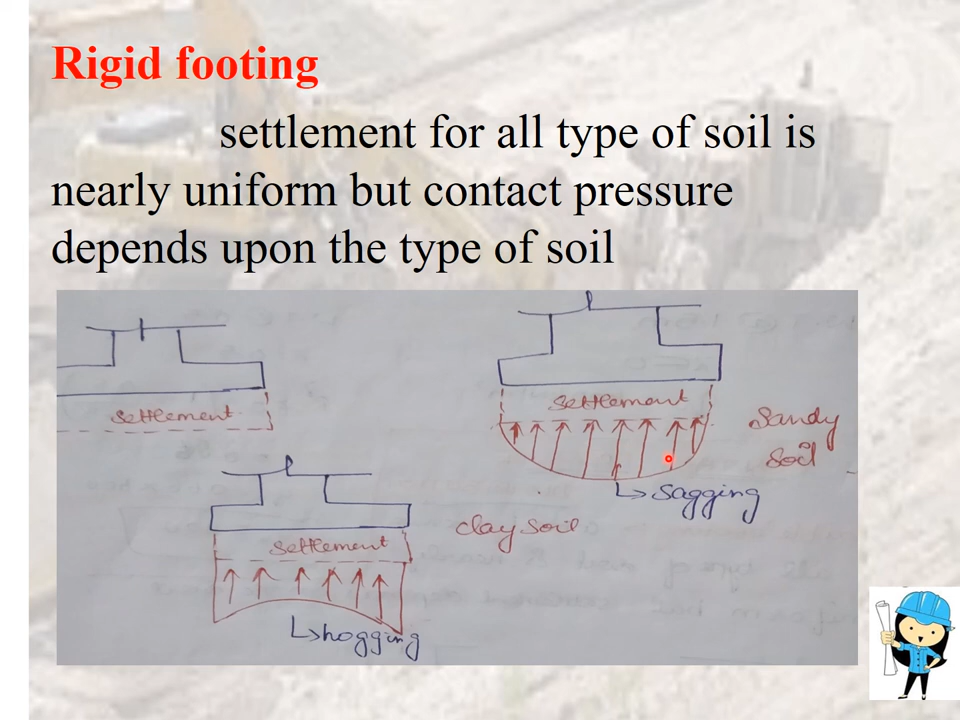 Rigid footing
settlement for all type of soil is
nearly uniform but contact pressure
depends upon the type of soil
settlement
settlement
Sandy
soil
sagging
clay soil
settlement
hogging